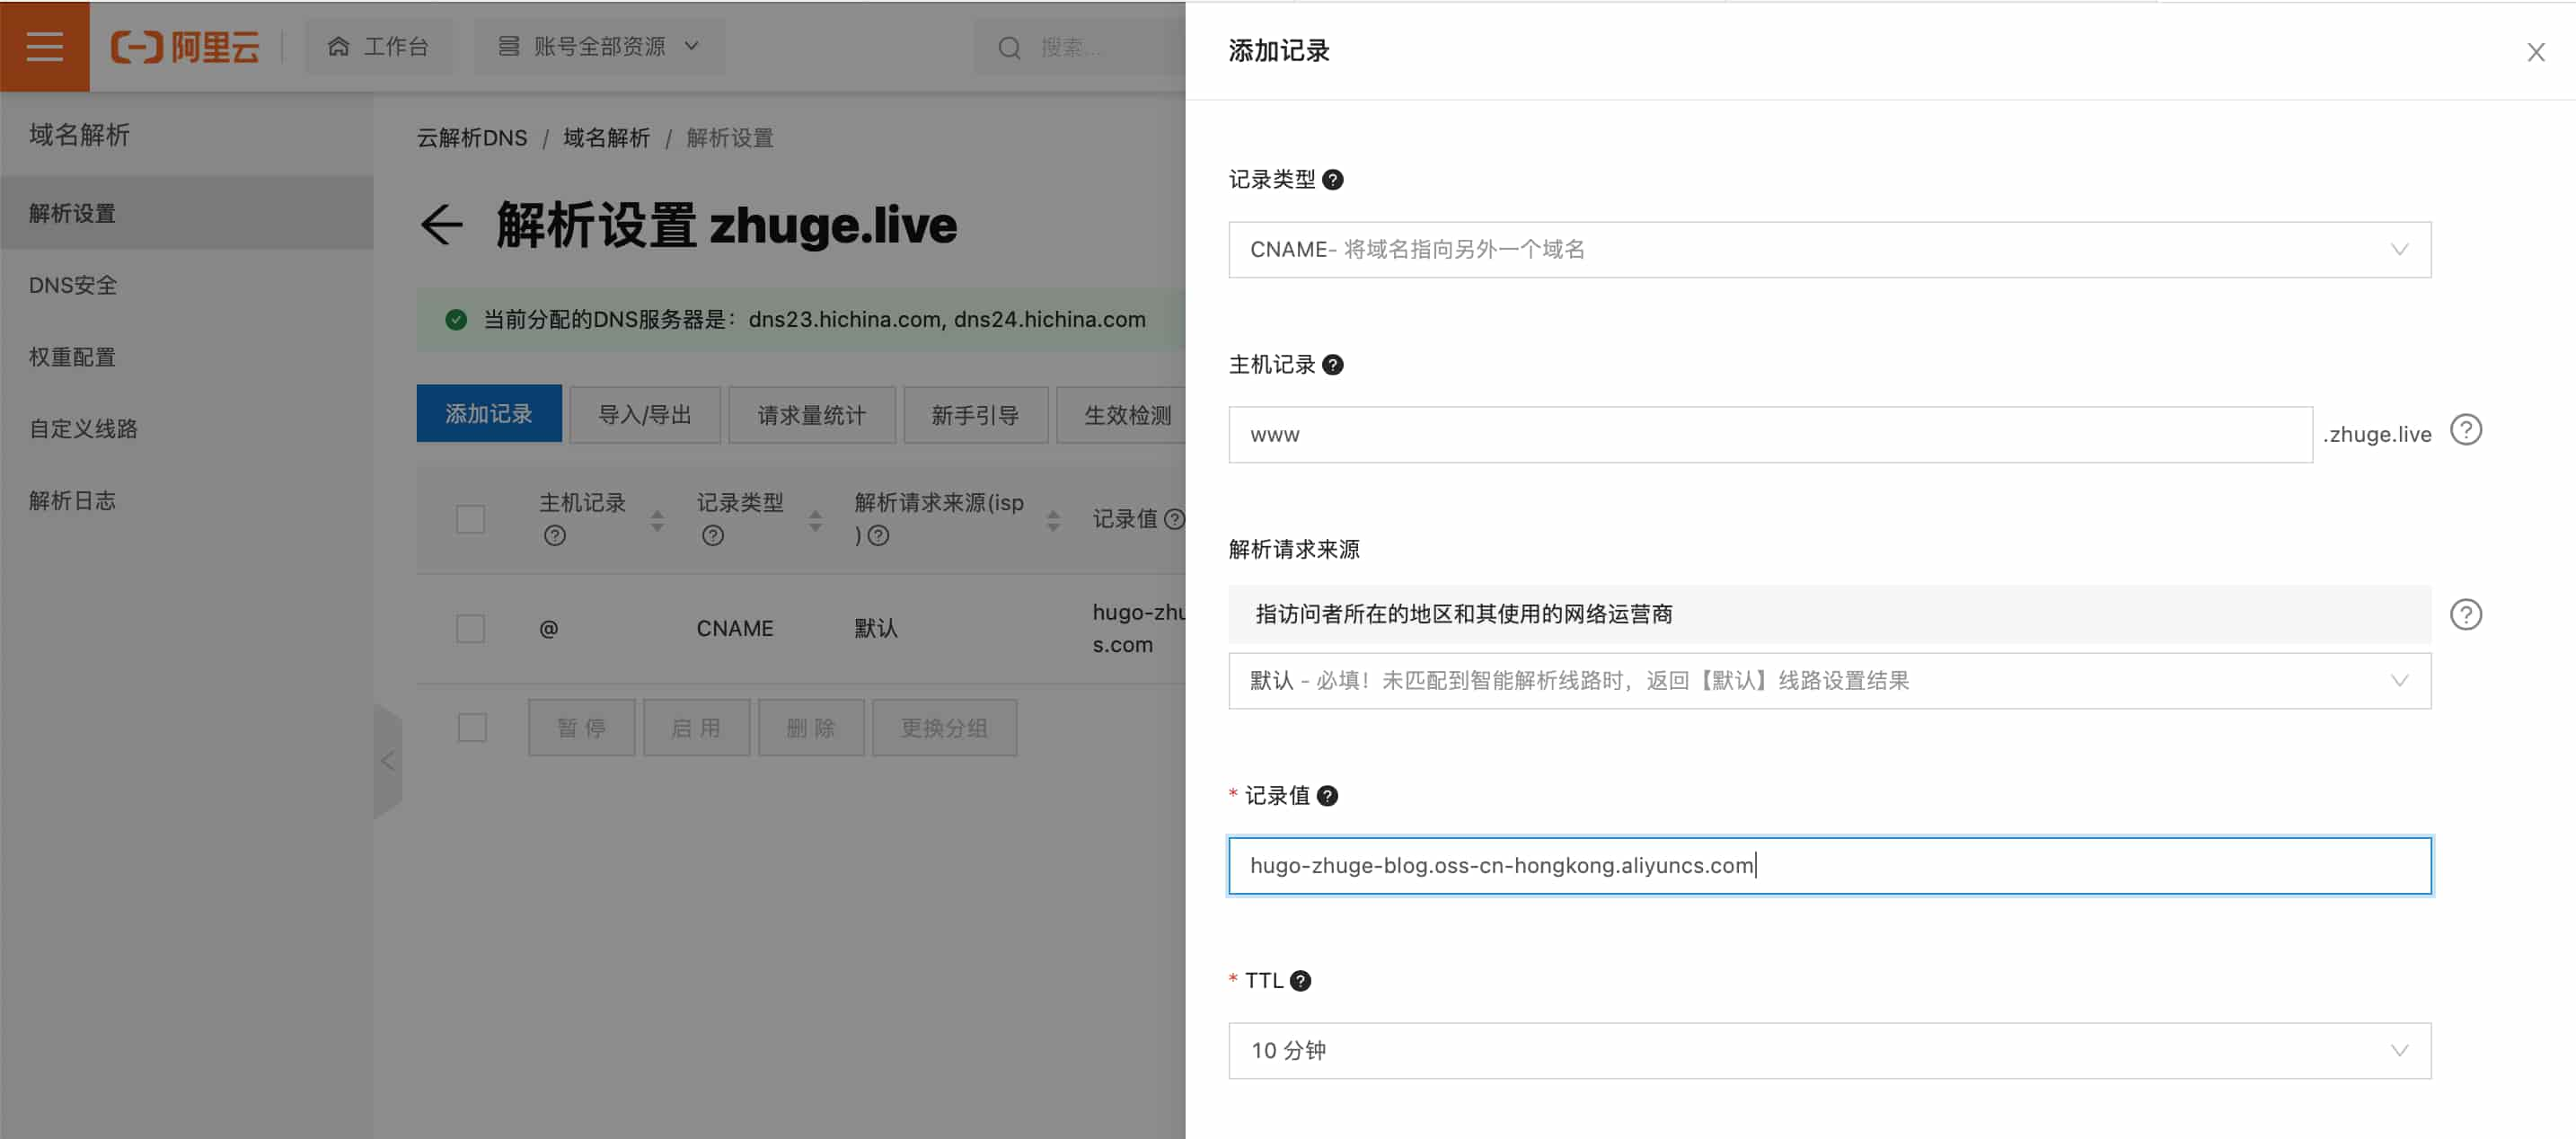 阿里云
工作台
账号全部资源
搜索...
域名解析
解析设置
DNS安全
权重配置
自定义线路
解析日志
云解析DNS / 域名解析 / 解析设置
解析设置 zhuge.live
当前分配的DNS服务器是：dns23.hichina.com, dns24.hichina.com
添加记录
导入/导出
请求量统计
新手引导
生效检测
主机记录
记录类型
解析请求来源(isp
)
记录值
@
CNAME
默认
hugo-zhu
s.com
暂 停
启 用
删 除
更换分组
添加记录
记录类型
CNAME- 将域名指向另外一个域名
主机记录
www
.zhuge.live
解析请求来源
指访问者所在的地区和其使用的网络运营商
默认 - 必填！未匹配到智能解析线路时，返回【默认】线路设置结果
* 记录值
hugo-zhuge-blog.oss-cn-hongkong.aliyuncs.com
* TTL
10 分钟